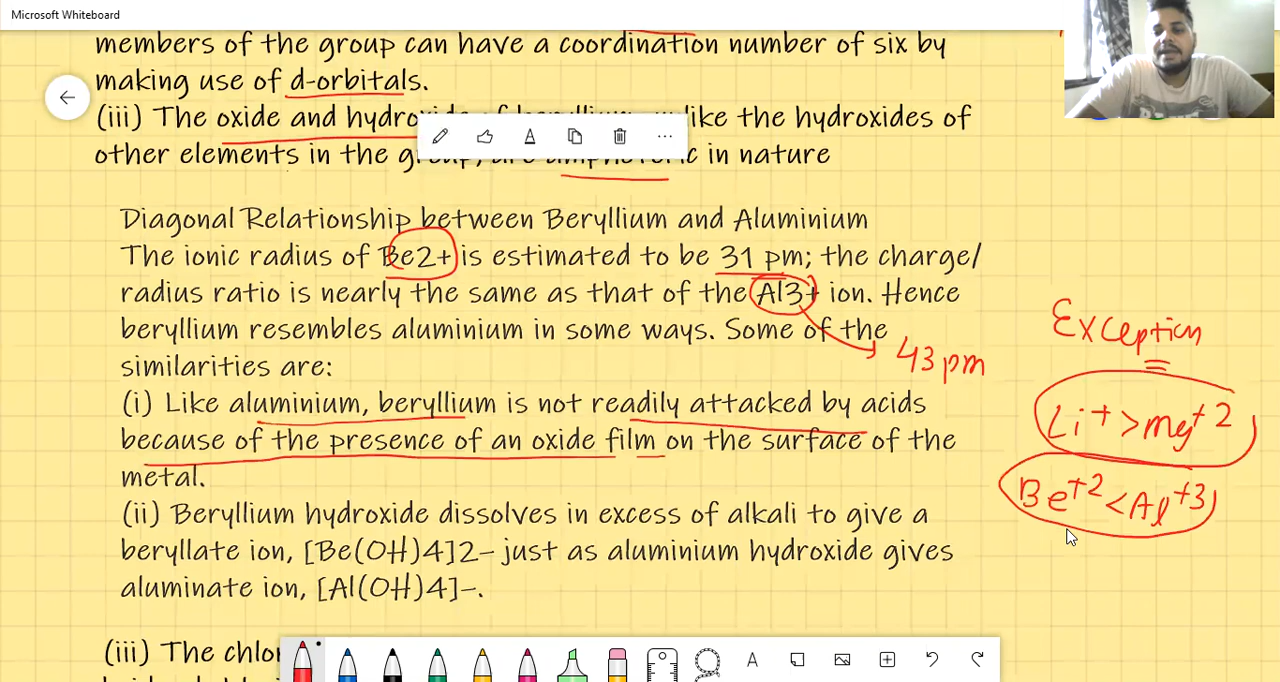 Microsoft Whiteboard
members of the group can have a coordination number of six by
making use of d-orbitals.
(iii) The oxide and hydroxide of beryllium, unlike the hydroxides of
other elements in the group, are amphoteric in nature
Diagonal Relationship between Beryllium and Aluminium
The ionic radius of Be2+ is estimated to be 31 pm; the charge/
radius ratio is nearly the same as that of the Al3+ ion. Hence
beryllium resembles aluminium in some ways. Some of the
similarities are:
43 pm
(i) Like aluminium, beryllium is not readily attacked by acids
because of the presence of an oxide film on the surface of the
metal.
(ii) Beryllium hydroxide dissolves in excess of alkali to give a
beryllate ion, [Be(OH)4]2– just as aluminium hydroxide gives
aluminate ion, [Al(OH)4]–.
Exception
Li+ > mg+2
Be+2 < Al+3
(iii) The
A
A